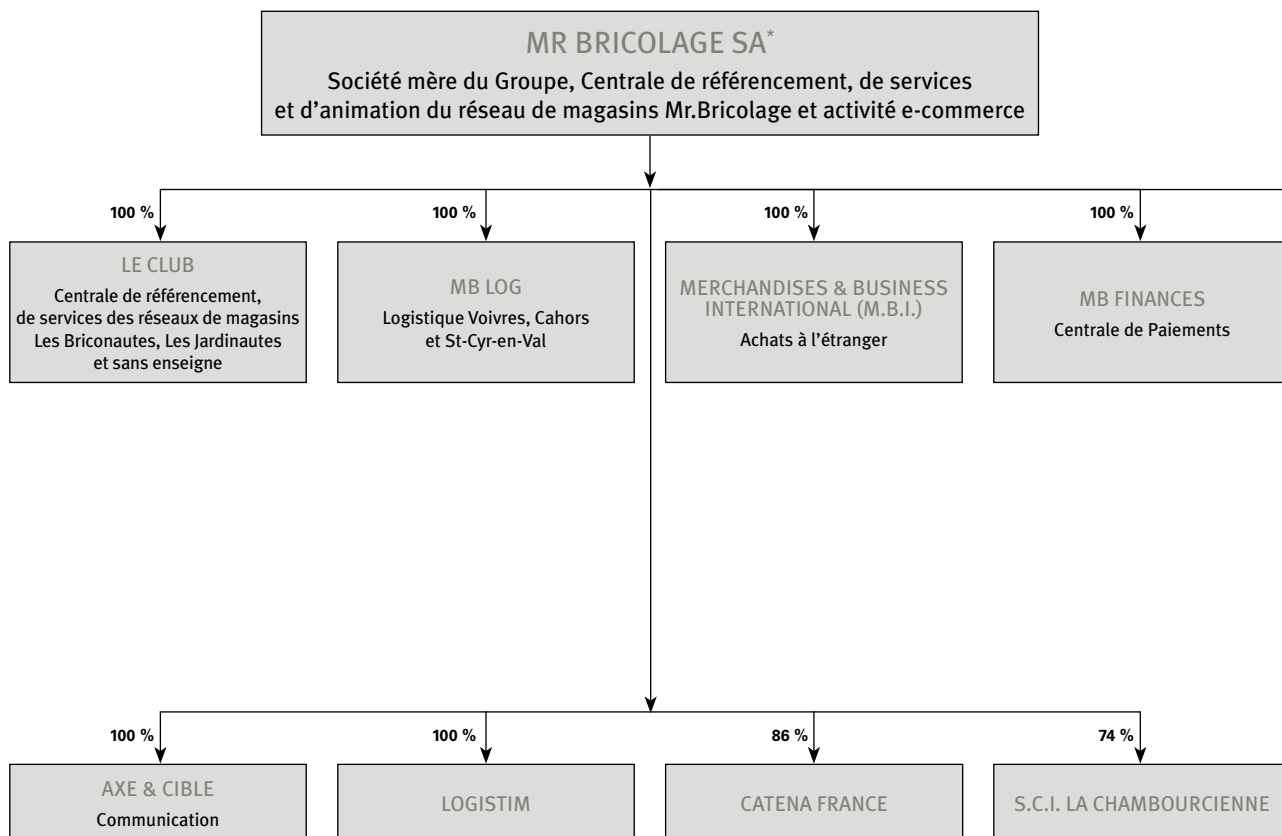 MR BRICOLAGE SA*
Société mère du Groupe, Centrale de référencement, de services
et d’animation du réseau de magasins Mr.Bricolage et activité e-commerce
100 %
100 %
100 %
100 %
LE CLUB
Centrale de référencement,
de services des réseaux de magasins
Les Briconautes, Les Jardinautes
et sans enseigne
MB LOG
Logistique Voivres, Cahors
et St-Cyr-en-Val
MERCHANDISES & BUSINESS
INTERNATIONAL (M.B.I.)
Achats à l’étranger
MB FINANCES
Centrale de Paiements
100 %
100 %
86 %
74 %
AXE & CIBLE
Communication
LOGISTIM
CATENA FRANCE
S.C.I. LA CHAMBOURCIENNE